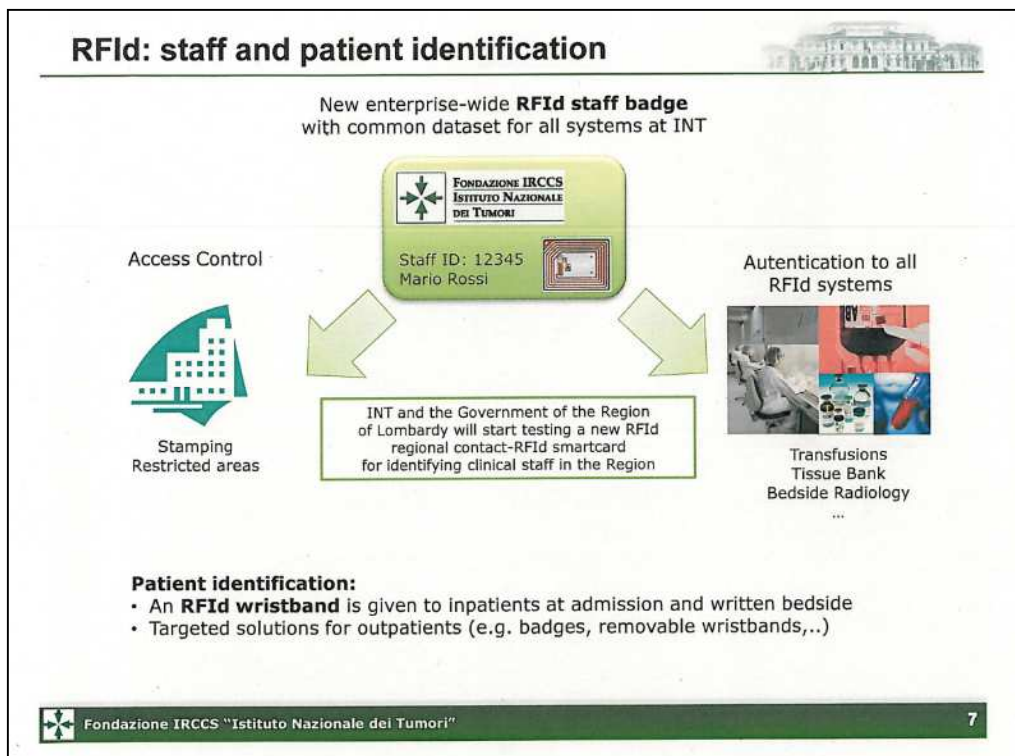 RFId: staff and patient identification
New enterprise-wide RFId staff badge
with common dataset for all systems at INT
FONDAZIONE IRCCS
ISTITUTO NAZIONALE
DEI TUMORI
Staff ID: 12345
Mario Rossi
Access Control
Stamping
Restricted areas
Autenticazione to all
RFId systems
Transfusions
Tissue Bank
Bedside Radiology
...
INT and the Government of the Region
of Lombardy will start testing a new RFId
regional contact-RFId smartcard
for identifying clinical staff in the Region
Patient identification:
• An RFId wristband is given to inpatients at admission and written bedside
• Targeted solutions for outpatients (e.g. badges, removable wristbands,..)
Fondazione IRCCS "Istituto Nazionale dei Tumori"
7